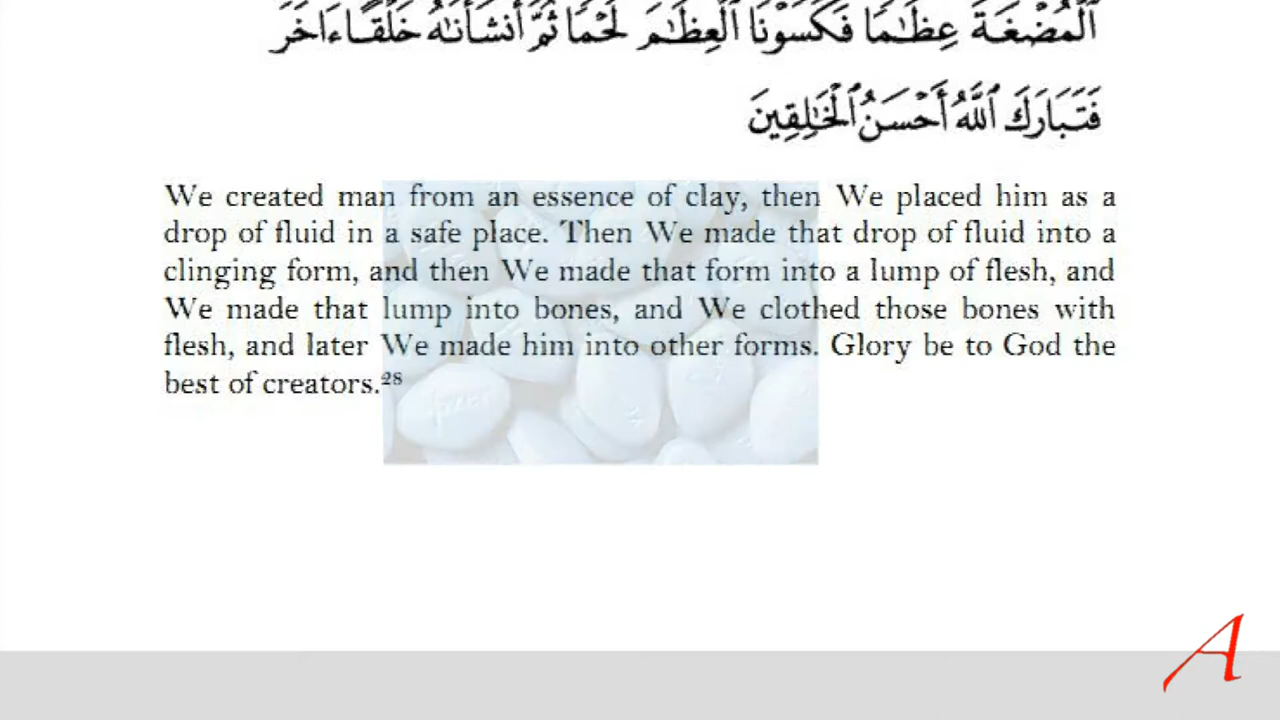 ٱلْمُضْغَةَ عِظَٰمًا فَكَسَوْنَا ٱلْعِظَٰمَ لَحْمًا ثُمَّ أَنشَأْنَٰهُ خَلْقًا ءَاخَرَ
فَتَبَارَكَ ٱللَّهُ أَحْسَنُ ٱلْخَٰلِقِينَ
We created man from an essence of clay, then We placed him as a
drop of fluid in a safe place. Then We made that drop of fluid into a
clinging form, and then We made that form into a lump of flesh, and
We made that lump into bones, and We clothed those bones with
flesh, and later We made him into other forms. Glory be to God the
best of creators.²⁸
A